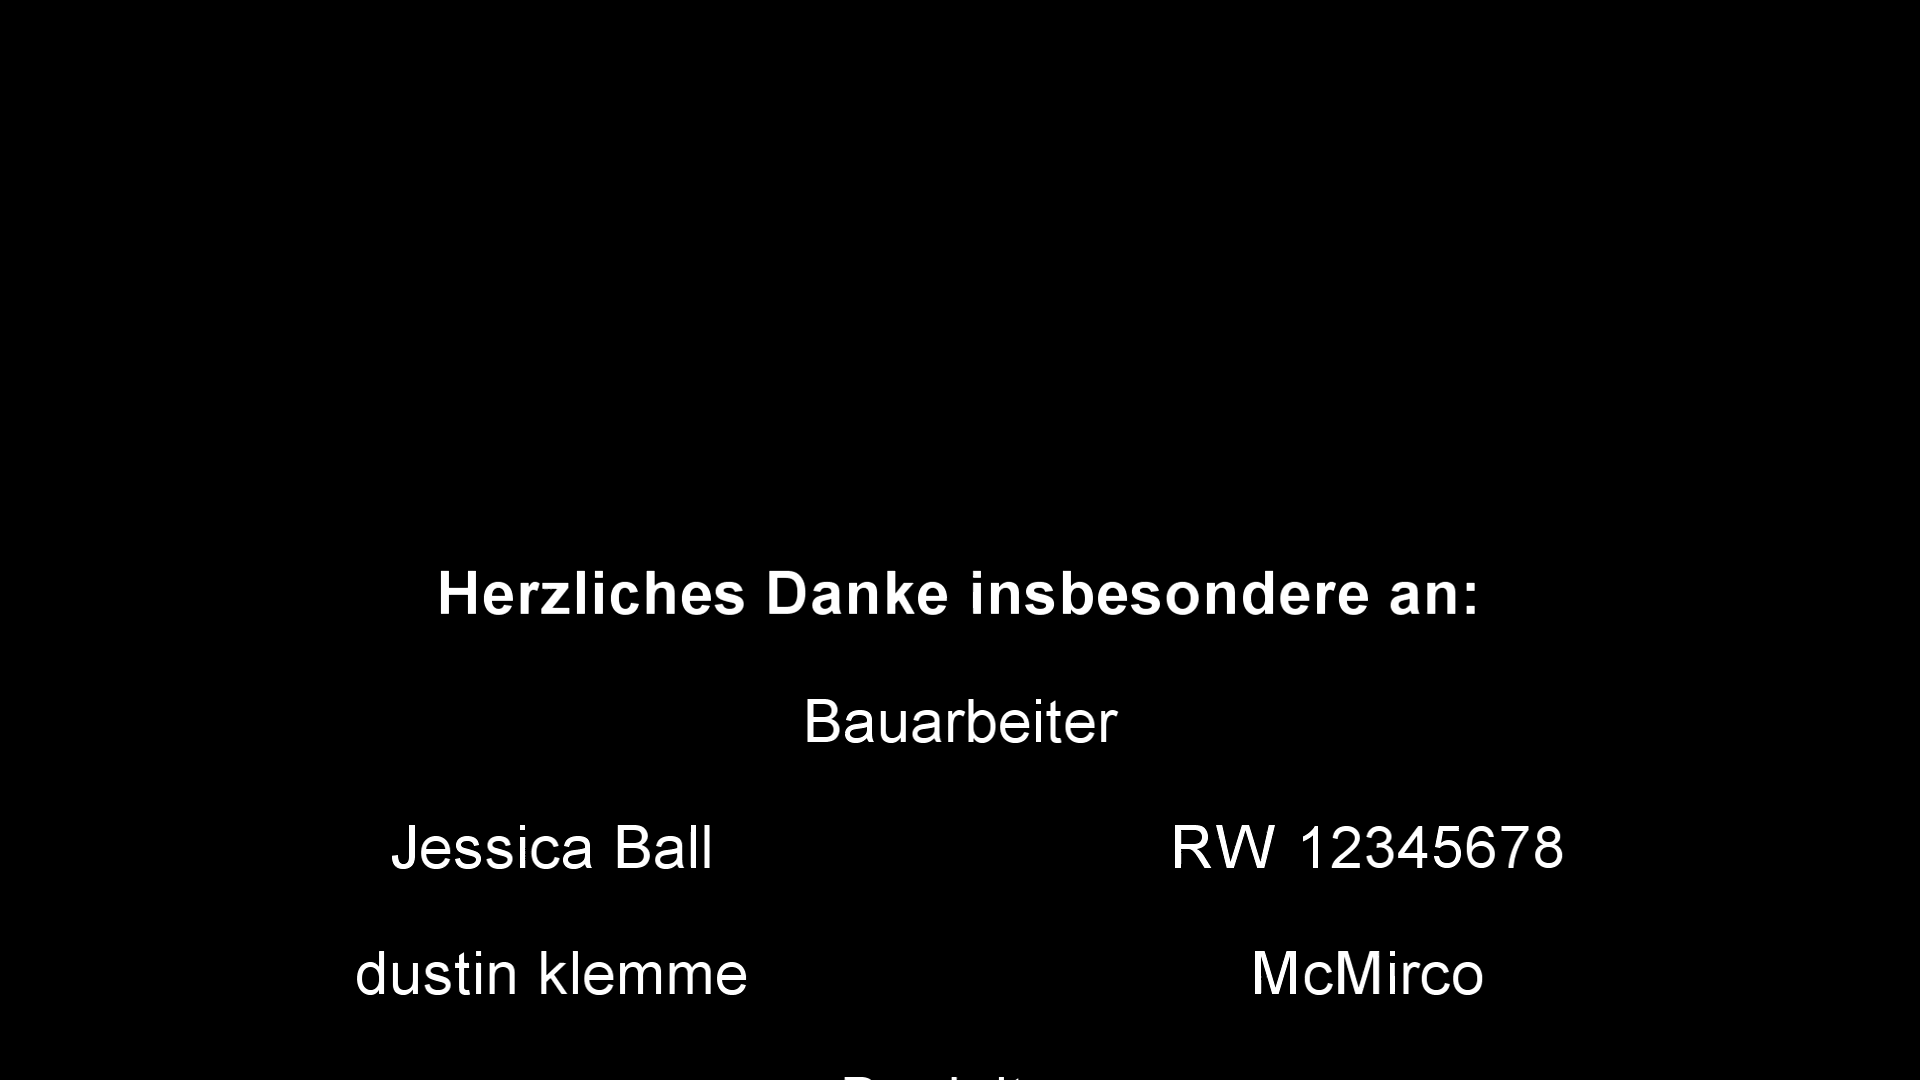 Herzliches Danke insbesondere an:
Bauarbeiter
Jessica Ball RW 12345678
dustin klemme McMirco